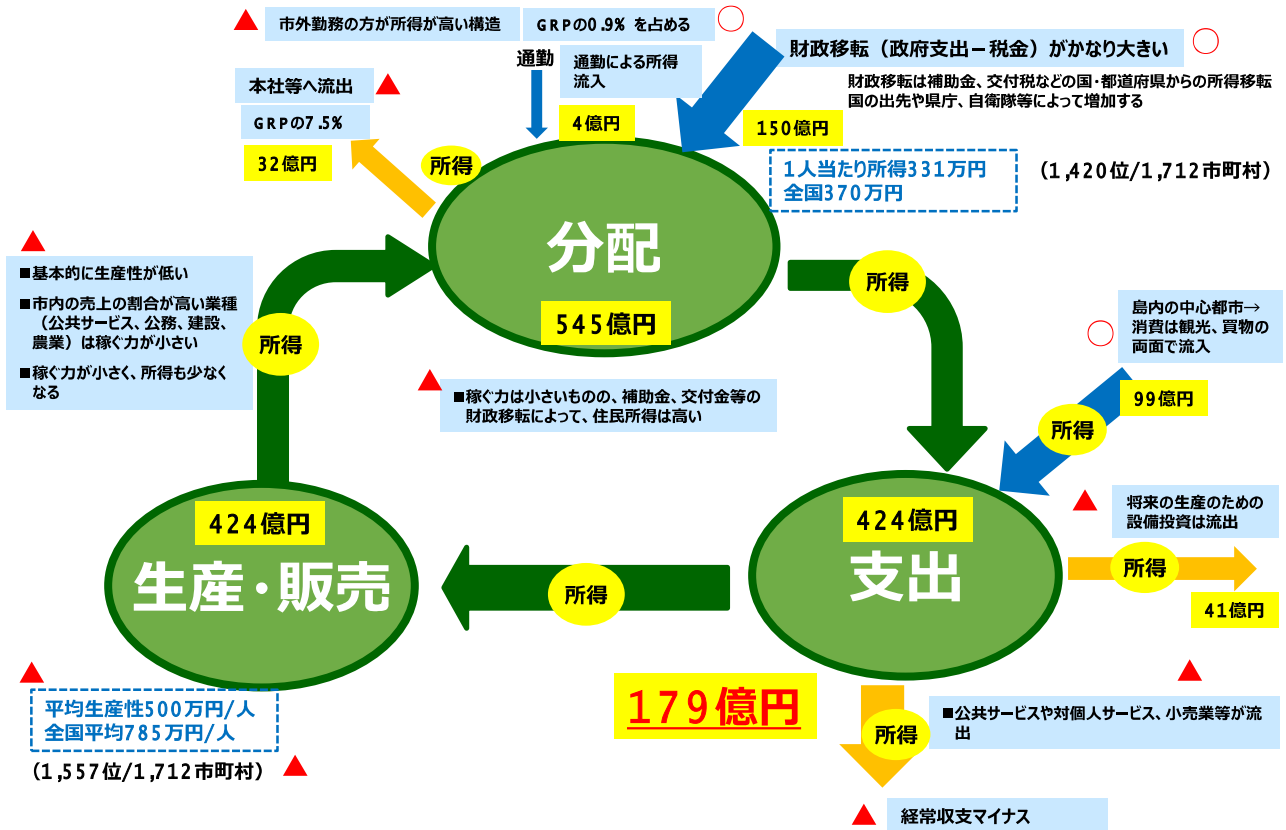 市外勤務の方が所得が高い構造
GRPの0.9% を占める
通勤
通勤による所得
流入
4億円
財政移転（政府支出－税金）がかなり大きい
財政移転は補助金、交付税などの国・都道府県からの所得移転
国の出先や県庁、自衛隊等によって増加する
150億円
1人当たり所得331万円
全国370万円
（1,420位/1,712市町村）
本社等へ流出
GRPの7.5%
32億円
所得
分配
545億円
■基本的に生産性が低い
■市内の売上の割合が高い業種
（公共サービス、公務、建設、
農業）は稼ぐ力が小さい
■稼ぐ力が小さく、所得も少なく
なる
所得
■稼ぐ力は小さいものの、補助金、交付金等の
財政移転によって、住民所得は高い
所得
島内の中心都市→
消費は観光、買物の
両面で流入
99億円
所得
424億円
支出
将来の生産のための
設備投資は流出
所得
41億円
424億円
生産・販売
所得
平均生産性500万円/人
全国平均785万円/人
（1,557位/1,712市町村）
179億円
所得
■公共サービスや対個人サービス、小売業等が流
出
経常収支マイナス